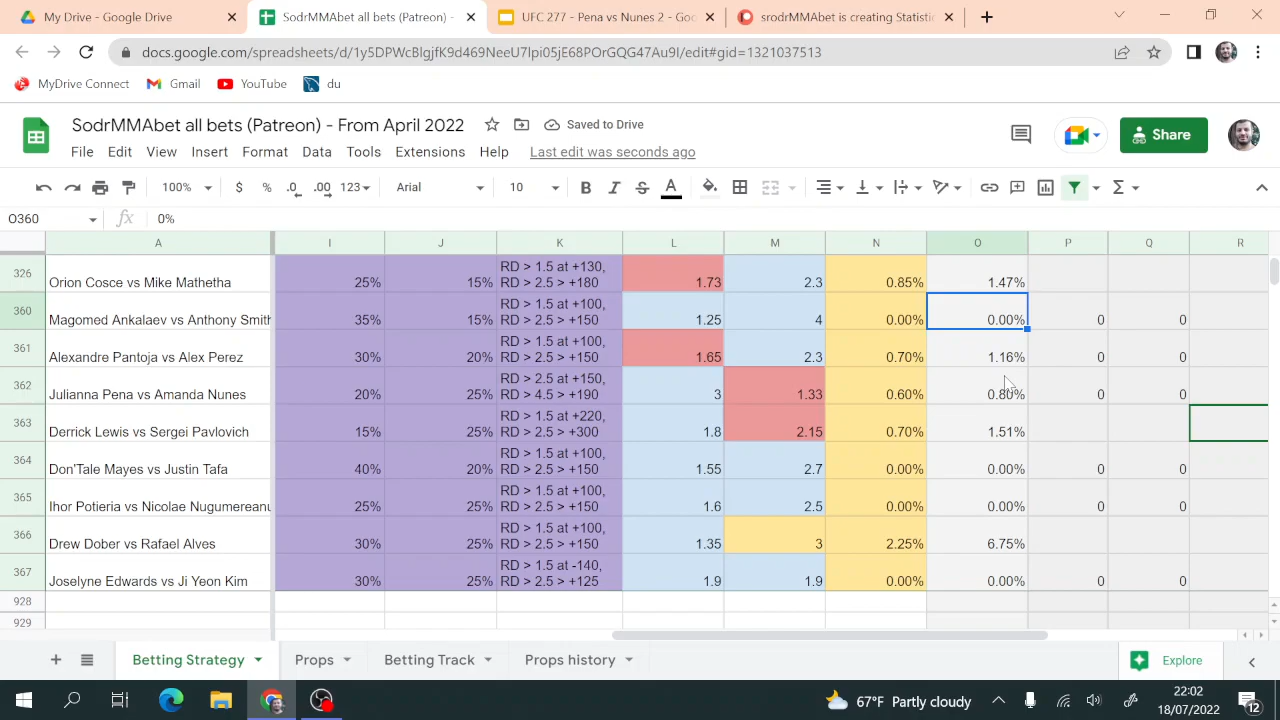 My Drive - Google Drive
SodrMMAbet all bets (Patreon) -
UFC 277 - Pena vs Nunes 2 - Goo
srodrMMAbet is creating Statistic
docs.google.com/spreadsheets/d/1y5DPWcBlgjfK9d469NeeU7Ipi05jE68POrGQG47Au9I/edit#gid=1321037513
MyDrive Connect
Gmail
YouTube
du
SodrMMAbet all bets (Patreon) - From April 2022
Saved to Drive
Share
File Edit View Insert Format Data Tools Extensions Help Last edit was seconds ago
100% $ % .0 .00 123 Arial 10 B I S A
O360 fx 0%
A I J K L M N O P Q R
326 Orion Cosce vs Mike Mathetha 25% 15% RD > 1.5 at +130, 1.73 2.3 0.85% 1.47%
RD > 2.5 > +180
360 Magomed Ankalaev vs Anthony Smith 35% 15% RD > 1.5 at +100, 1.25 4 0.00% 0.00% 0 0
RD > 2.5 > +150
361 Alexandre Pantoja vs Alex Perez 30% 20% RD > 1.5 at +100, 1.65 2.3 0.70% 1.16% 0 0
RD > 2.5 > +150
362 Julianna Pena vs Amanda Nunes 20% 25% RD > 2.5 at +150, 3 1.33 0.60% 0.80% 0 0
RD > 4.5 > +190
363 Derrick Lewis vs Sergei Pavlovich 15% 25% RD > 1.5 at +220, 1.8 2.15 0.70% 1.51% 0 0
RD > 2.5 > +300
364 Don'Tale Mayes vs Justin Tafa 40% 20% RD > 1.5 at +100, 1.55 2.7 0.00% 0.00% 0 0
RD > 2.5 > +150
365 Ihor Potieria vs Nicolae Nugumereanu 25% 25% RD > 1.5 at +100, 1.6 2.5 0.00% 0.00% 0 0
RD > 2.5 > +150
366 Drew Dober vs Rafael Alves 30% 25% RD > 1.5 at +100, 1.35 3 2.25% 6.75%
RD > 2.5 > +150
367 Joselyne Edwards vs Ji Yeon Kim 30% 25% RD > 1.5 at -140, 1.9 1.9 0.00% 0.00% 0 0
RD > 2.5 > +125
928
929
Betting Strategy
Props
Betting Track
Props history
Explore
67°F Partly cloudy
22:02
18/07/2022
12